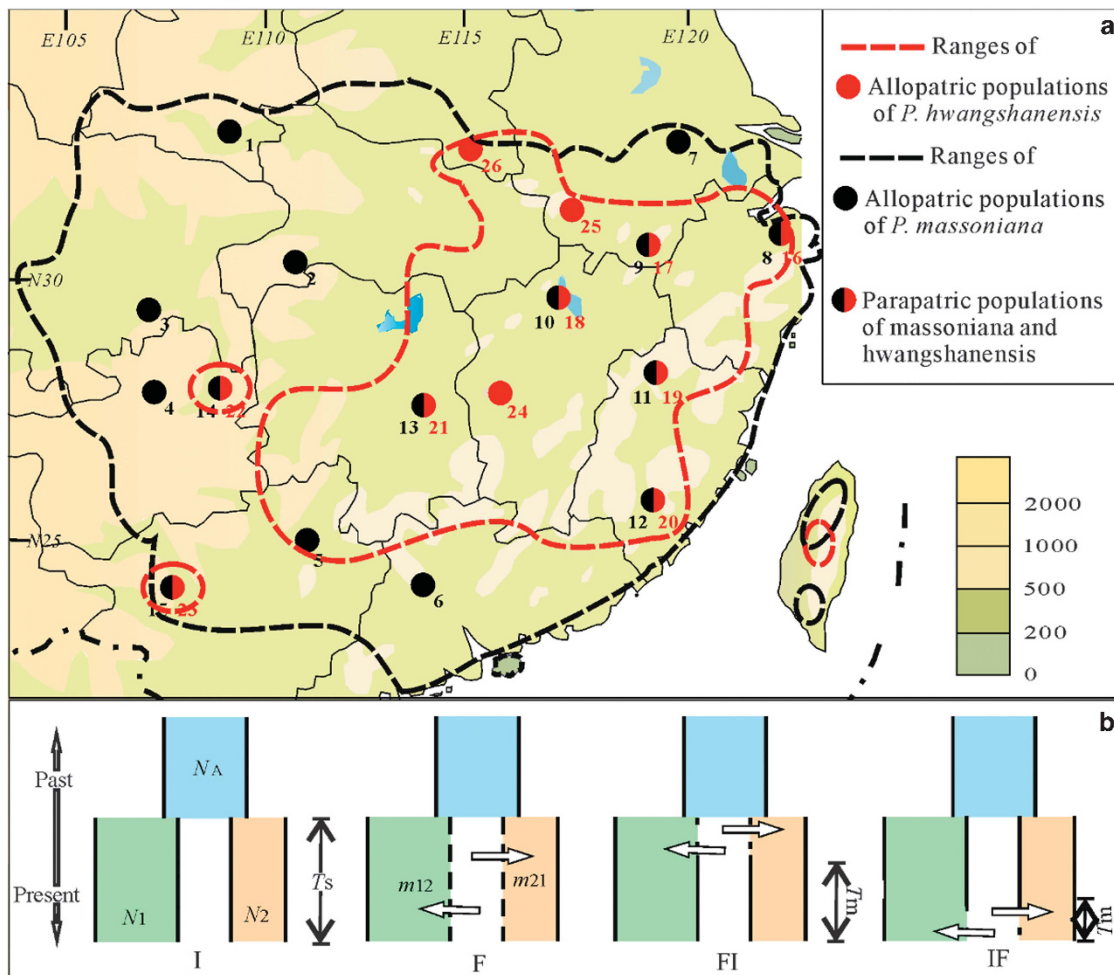 a
E105
E110
E115
E120
N30
N25
Ranges of
Allopatric populations
of P. hwangshanensis
Ranges of
Allopatric populations
of P. massoniana
Parapatric populations
of massoniana and
hwangshanensis
1
26
7
25
8 16
9 17
2
3
10 18
11 19
4
14 22
13 21
24
12 20
5
15 23
6
2000
1000
500
200
0
b
Past
Present
NA
N1
N2
Ts
m12
m21
Tm
Tm
I
F
FI
IF